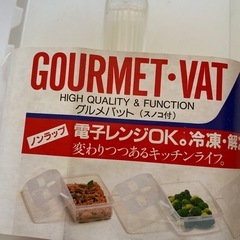 GOURMET・VAT
HIGH QUALITY & FUNCTION
グルメバット(スノコ付)
ノンラップ 電子レンジOK。冷凍・解
変わりつつあるキッチンライフ。